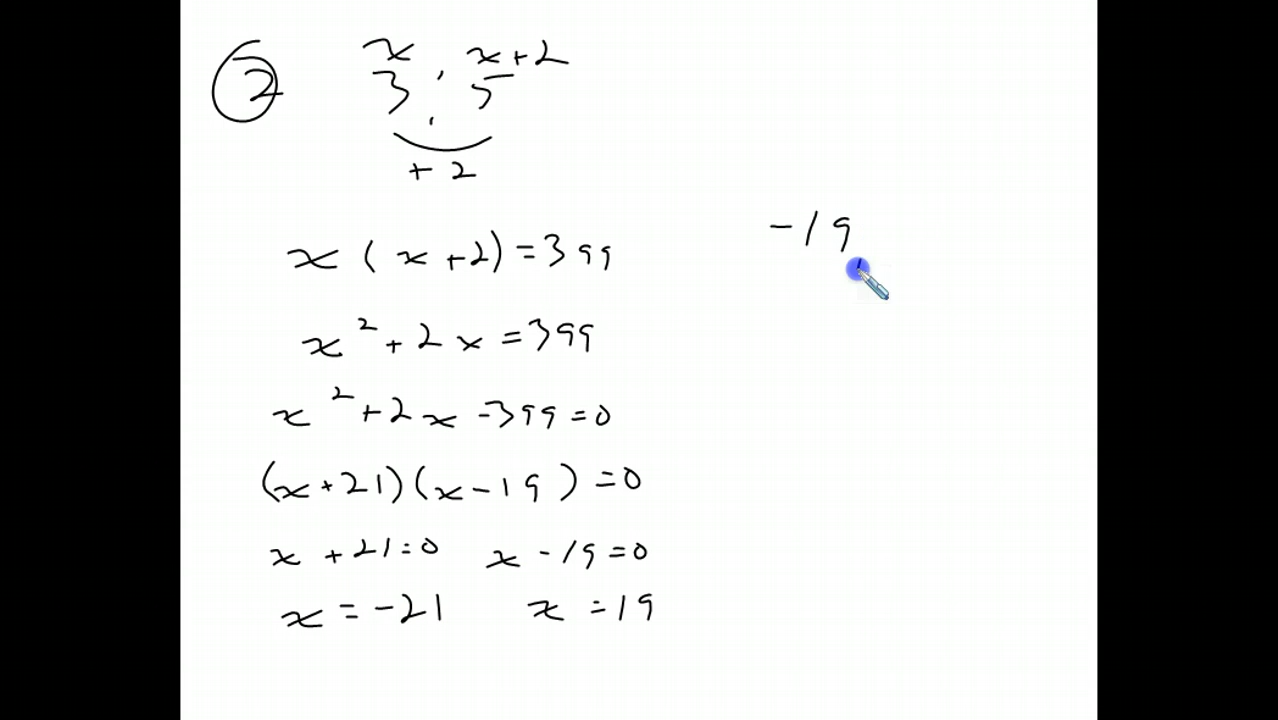 2
x , x+2
3 , 5
+ 2
x ( x +2) = 399
-19
x² + 2x = 399
x² + 2x - 399 = 0
(x + 21)(x - 19) = 0
x + 21 = 0 x - 19 = 0
x = -21 x = 19